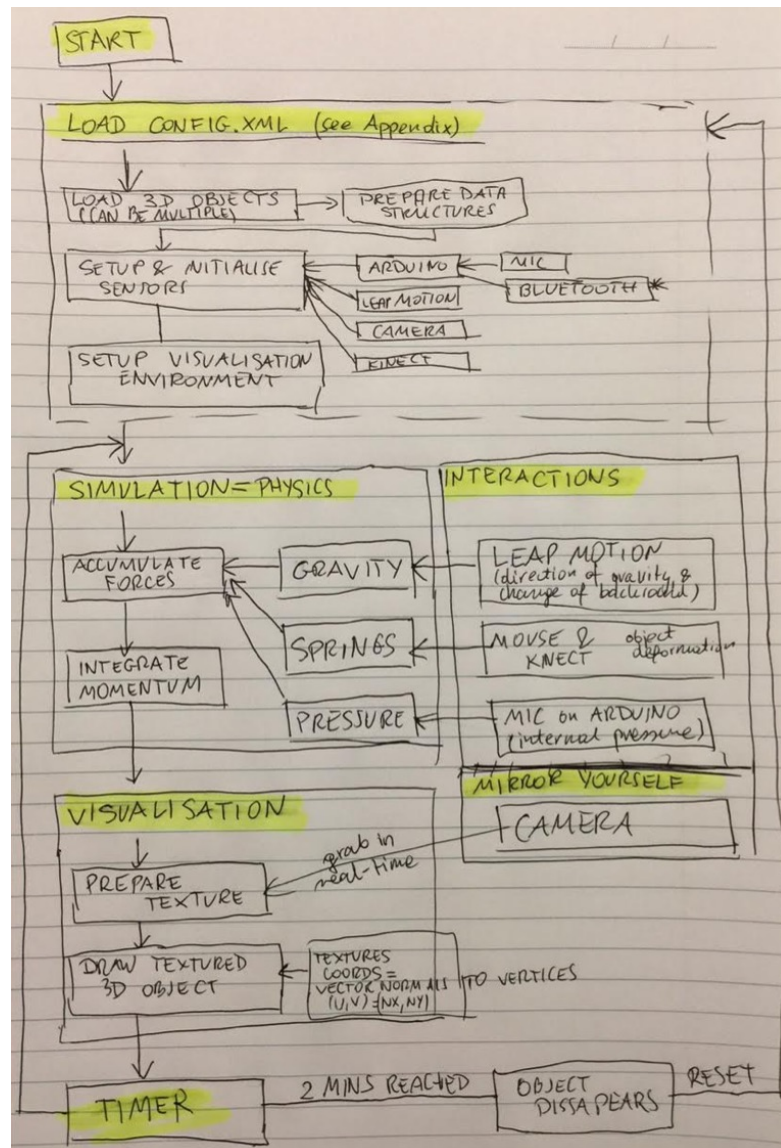 START
LOAD CONFIG.XML (see Appendix)
LOAD 3D OBJECTS
(CAN BE MULTIPLE)
PREPARE DATA
STRUCTURES
SETUP & INITIALISE
SENSORS
ARDUINO
MIC
BLUETOOTH
LEAP MOTION
CAMERA
KINECT
SETUP VISUALISATION
ENVIRONMENT
SIMULATION = PHYSICS
ACCUMULATE
FORCES
GRAVITY
SPRINGS
INTEGRATE
MOMENTUM
PRESSURE
INTERACTIONS
LEAP MOTION
(direction of gravity &
change of
MOUSE & object
KNECT deformation
MIC on ARDUINO
(internal pressure)
MIRROR YOURSELF
CAMERA
VISUALISATION
grab in
real-time
PREPARE
TEXTURE
DRAW TEXTURED
3D OBJECT
TEXTURES
COORDS =
VECTOR NORMALS TO VERTICES
(U,V) = (NX, NY)
TIMER
2 MINS REACHED
OBJECT
DISSAPEARS
RESET